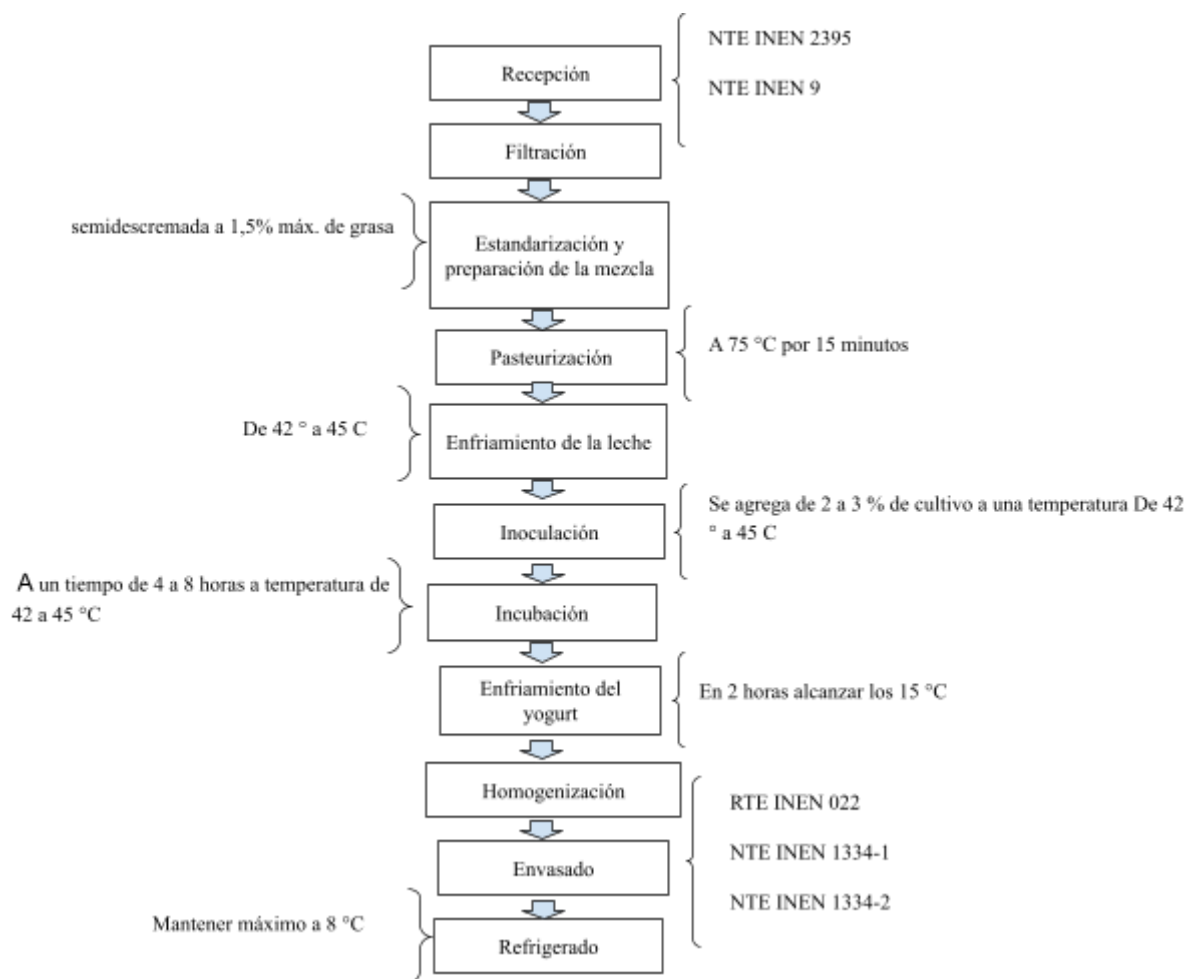 NTE INEN 2395
Recepción
NTE INEN 9
Filtración
semidescremada a 1,5% máx. de grasa
Estandarización y
preparación de la mezcla
A 75 °C por 15 minutos
Pasteurización
De 42 ° a 45 C
Enfriamiento de la leche
Se agrega de 2 a 3 % de cultivo a una temperatura De 42
° a 45 C
Inoculación
A un tiempo de 4 a 8 horas a temperatura de
42 a 45 °C
Incubación
Enfriamiento del
yogurt
En 2 horas alcanzar los 15 °C
Homogenización
RTE INEN 022
NTE INEN 1334-1
NTE INEN 1334-2
Envasado
Mantener máximo a 8 °C
Refrigerado